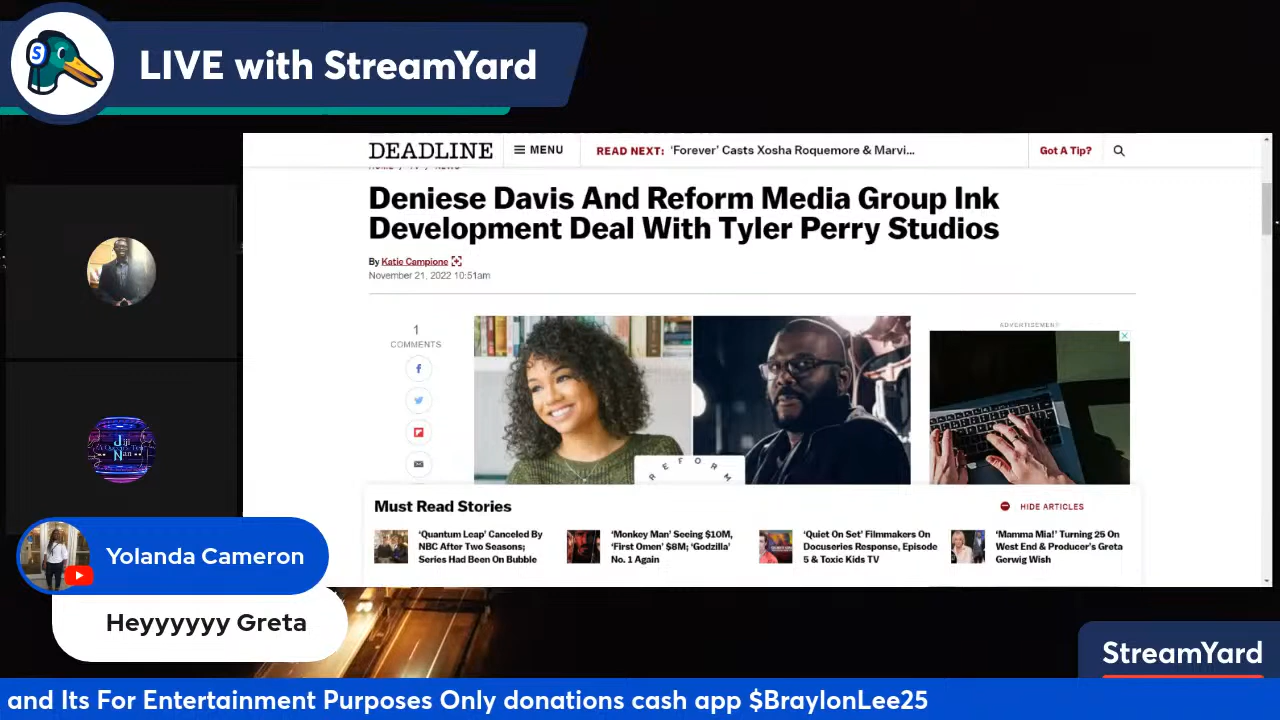 S
LIVE with StreamYard
DEADLINE
MENU
READ NEXT: 'Forever' Casts Xosha Roquemore & Marvi...
Got A Tip?
Deniese Davis And Reform Media Group Ink
Development Deal With Tyler Perry Studios
By Katie Campione
November 21, 2022 10:51am
1
COMMENTS
ADVERTISEMENT
REFORM
Must Read Stories
HIDE ARTICLES
'Quantum Leap' Canceled By
NBC After Two Seasons;
Series Had Been On Bubble
'Monkey Man' Seeing $10M,
'First Omen' $8M; 'Godzilla'
No. 1 Again
'Quiet On Set' Filmmakers On
Docuseries Response, Episode
5 & Toxic Kids TV
'Mamma Mia!' Turning 25 On
West End & Producer's Greta
Gerwig Wish
Yolanda Cameron
Heyyyyyy Greta
StreamYard
and Its For Entertainment Purposes Only donations cash app $BraylonLee25